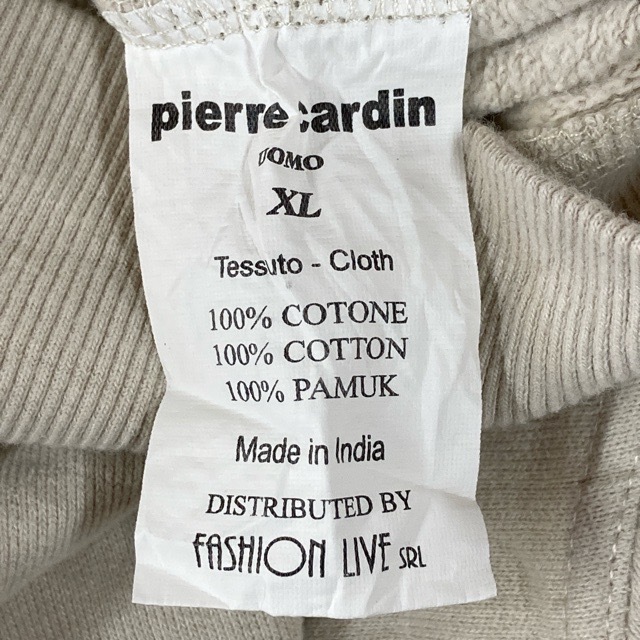 pierre cardin
UOMO
XL
Tessuto - Cloth
100% COTONE
100% COTTON
100% PAMUK
Made in India
DISTRIBUTED BY
FASHION LIVE SRL